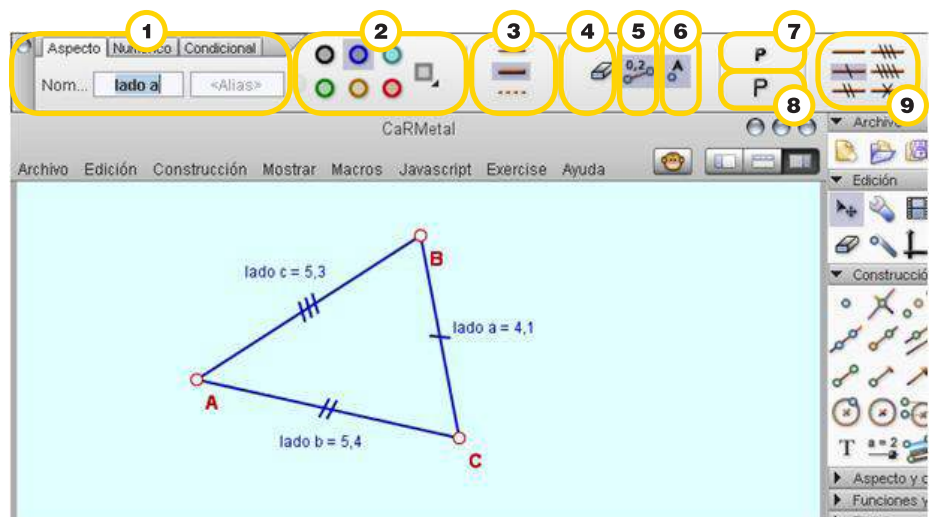 1 2 3 4 5 6 7
Aspecto Numérico Condicional
Nom... lado a <Alias>
0,2 A P
P
8 9
CaRMetal
Archivo
Archivo Edición Construcción Mostrar Macros Javascript Exercise Ayuda
Edición
B
lado c = 5,3
Construcció
lado a = 4,1
A
lado b = 5,4
C
T a=2
Aspecto y c
Funciones y